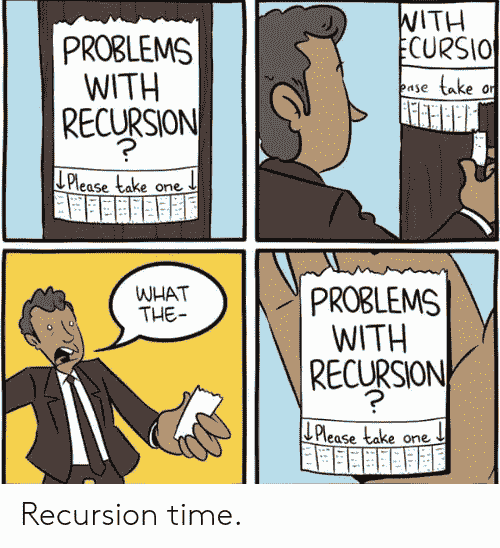 PROBLEMS
WITH
RECURSION
?
↓Please take one↓
WITH
ECURSIO
ease take or
WHAT
THE-
PROBLEMS
WITH
RECURSION
?
↓Please take one↓
Recursion time.